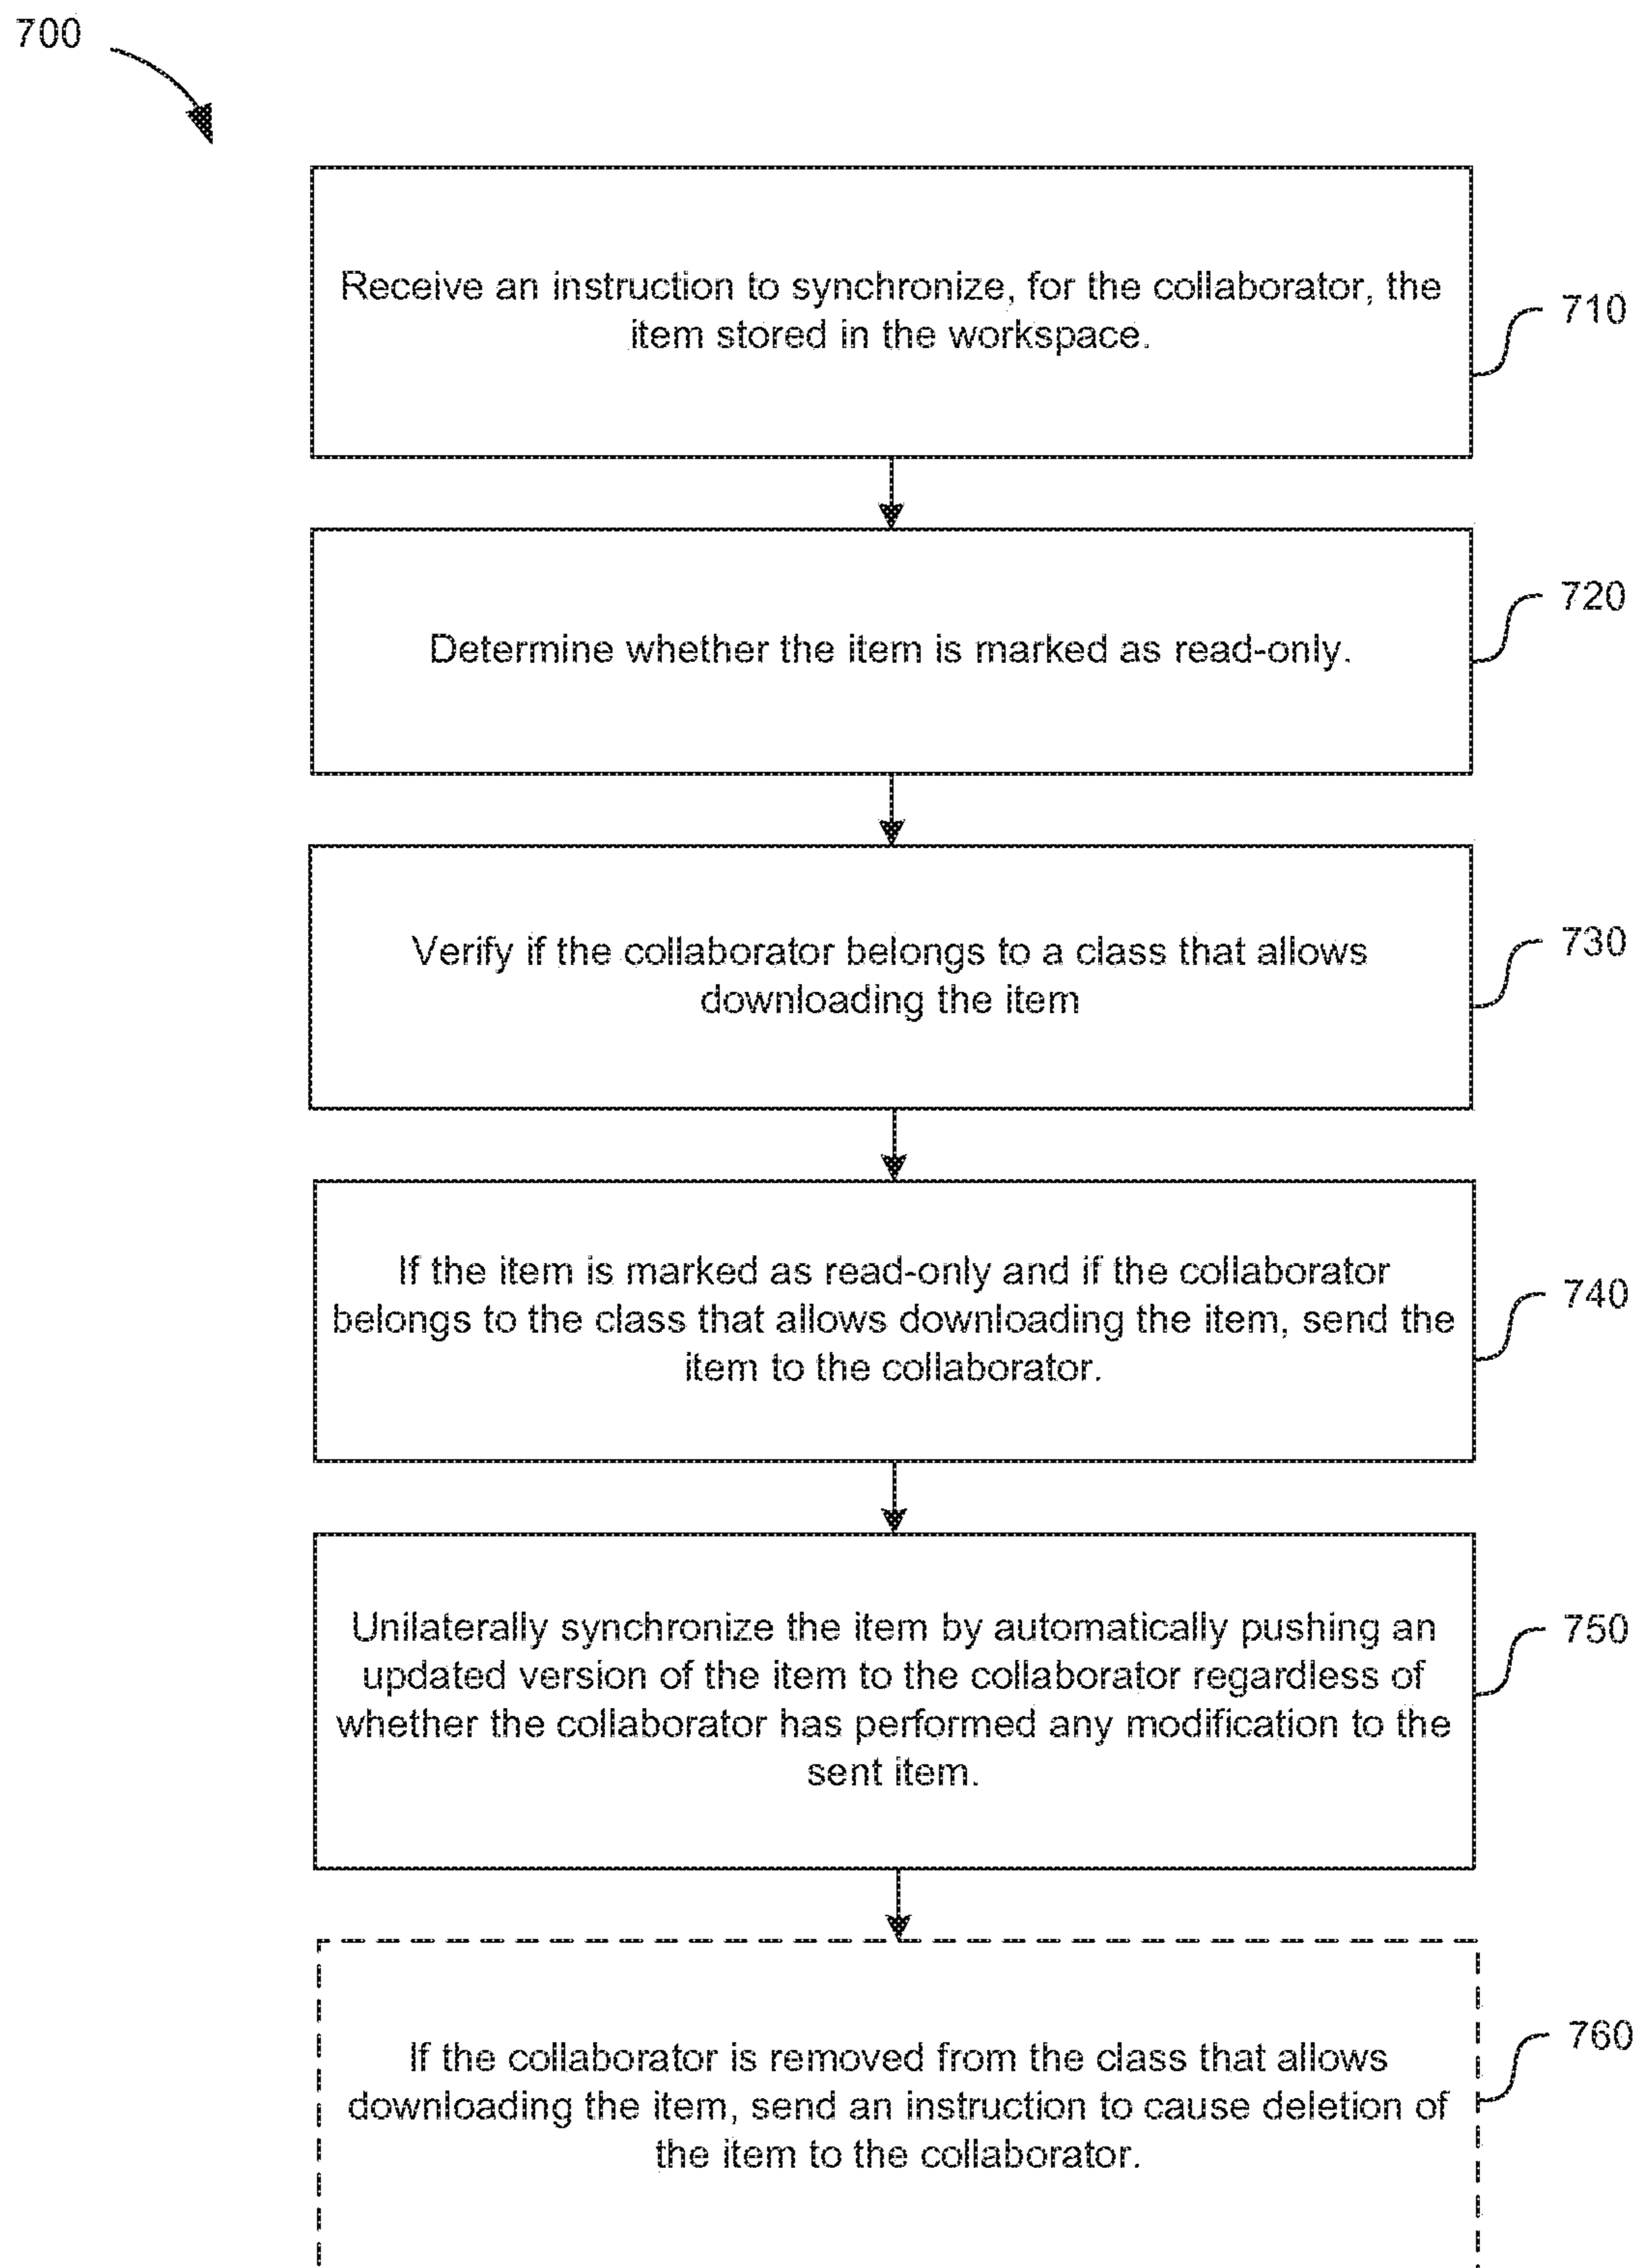 700
Receive an instruction to synchronize, for the collaborator, the
item stored in the workspace.
710
Determine whether the item is marked as read-only.
720
Verify if the collaborator belongs to a class that allows
downloading the item
730
If the item is marked as read-only and if the collaborator
belongs to the class that allows downloading the item, send the
item to the collaborator.
740
Unilaterally synchronize the item by automatically pushing an
updated version of the item to the collaborator regardless of
whether the collaborator has performed any modification to the
sent item.
750
If the collaborator is removed from the class that allows
downloading the item, send an instruction to cause deletion of
the item to the collaborator.
760